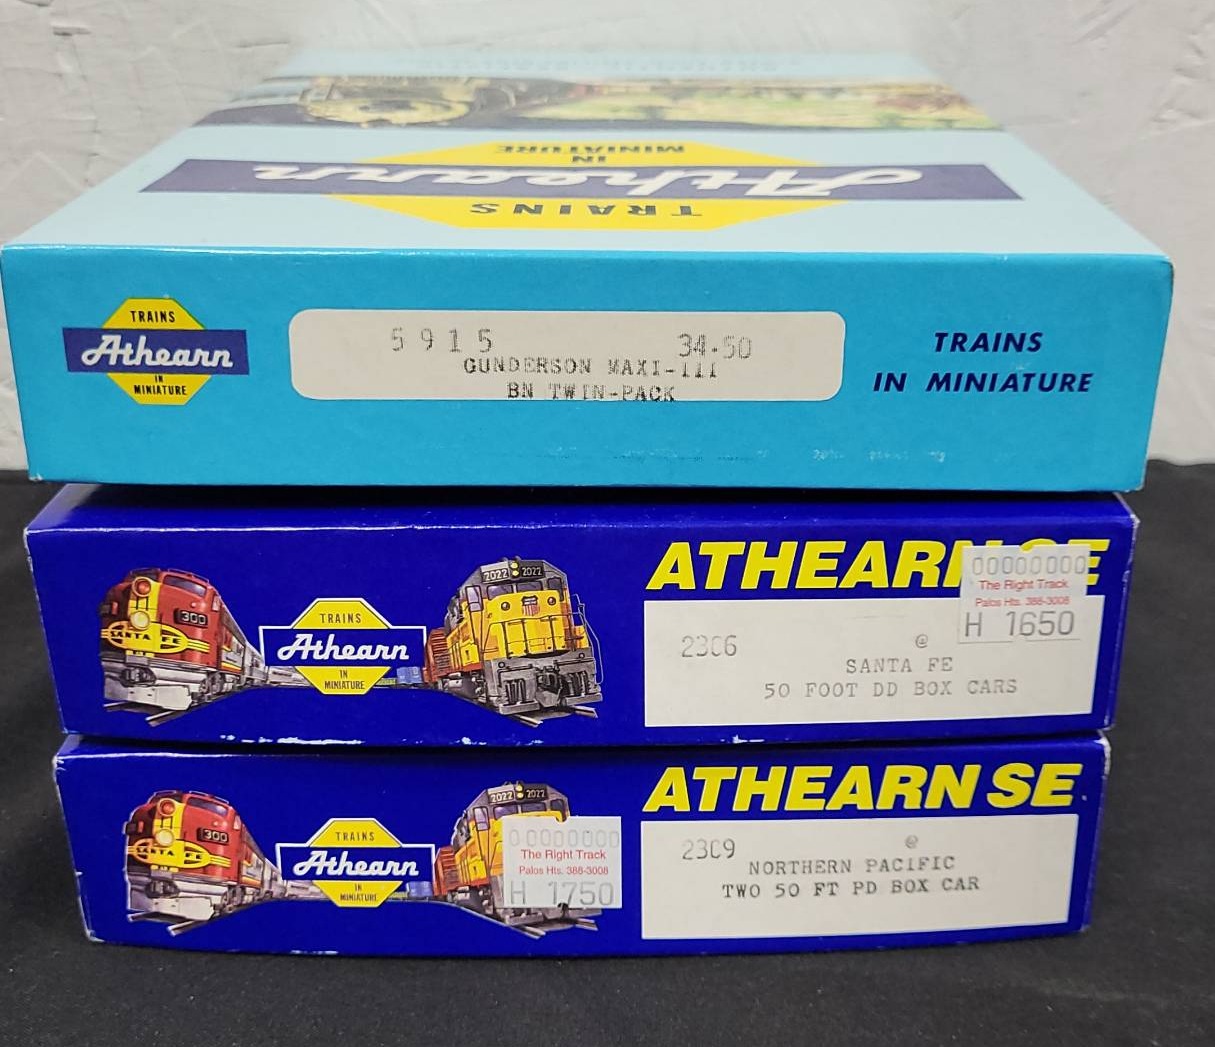 MINIATURE
IN
Athearn
TRAINS
TRAINS
Athearn
IN
MINIATURE
5915 34.50
GUNDERSON MAXI-III
BN TWIN-PACK
TRAINS
IN MINIATURE
ATHEARN SE
300
SANTA FE
TRAINS
Athearn
IN
MINIATURE
2022 2022
00000000
The Right Track
Palos Hts. 388-3008
H 1650
2306 @
SANTA FE
50 FOOT DD BOX CARS
ATHEARN SE
300
SANTA FE
TRAINS
Athearn
IN
MINIATURE
2022 2022
00000000
The Right Track
Palos Hts. 388-3008
H 1750
2309 @
NORTHERN PACIFIC
TWO 50 FT PD BOX CAR